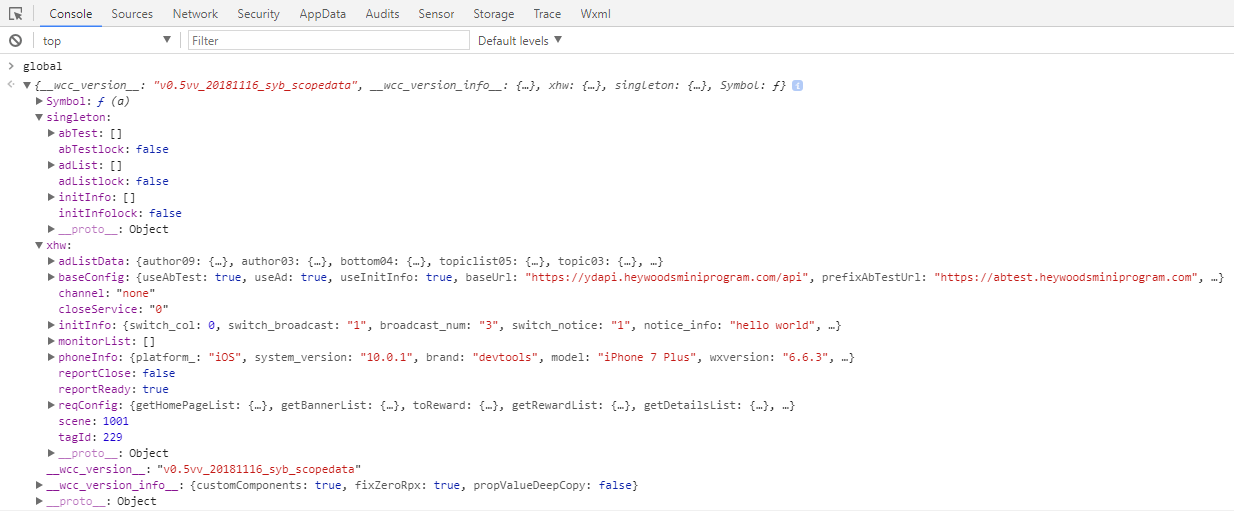 Console Sources Network Security AppData Audits Sensor Storage Trace Wxml
top Filter Default levels
global
{__wcc_version__: "v0.5vv_20181116_syb_scopedata", __wcc_version_info__: {…}, xhw: {…}, singleton: {…}, Symbol: ƒ} i
Symbol: ƒ (a)
singleton:
abTest: []
abTestlock: false
adList: []
adListlock: false
initInfo: []
initInfolock: false
__proto__: Object
xhw:
adListData: {author09: {…}, author03: {…}, bottom04: {…}, topiclist05: {…}, topic03: {…}, …}
baseConfig: {useAbTest: true, useAd: true, useInitInfo: true, baseUrl: "https://ydapi.heywoodsminiprogram.com/api", prefixAbTestUrl: "https://abtest.heywoodsminiprogram.com", …}
channel: "none"
closeService: "0"
initInfo: {switch_col: 0, switch_broadcast: "1", broadcast_num: "3", switch_notice: "1", notice_info: "hello world", …}
monitorList: []
phoneInfo: {platform_: "iOS", system_version: "10.0.1", brand: "devtools", model: "iPhone 7 Plus", wxversion: "6.6.3", …}
reportClose: false
reportReady: true
reqConfig: {getHomePageList: {…}, getBannerList: {…}, toReward: {…}, getRewardList: {…}, getDetailsList: {…}, …}
scene: 1001
tagId: 229
__proto__: Object
__wcc_version__: "v0.5vv_20181116_syb_scopedata"
__wcc_version_info__: {customComponents: true, fixZeroRpx: true, propValueDeepCopy: false}
__proto__: Object